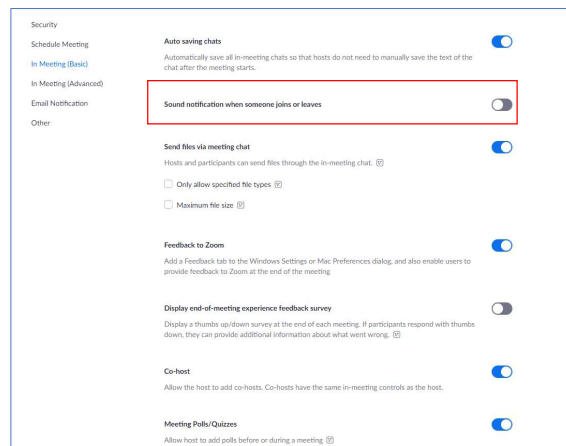 Security
Schedule Meeting
In Meeting (Basic)
In Meeting (Advanced)
Email Notification
Other
Auto saving chats
Automatically save all in-meeting chats so that hosts do not need to manually save the text of the
chat after the meeting starts.
Sound notification when someone joins or leaves
Send files via meeting chat
Hosts and participants can send files through the in-meeting chat.
Only allow specified file types
Maximum file size
Feedback to Zoom
Add a Feedback tab to the Windows Settings or Mac Preferences dialog, and also enable users to
provide feedback to Zoom at the end of the meeting
Display end-of-meeting experience feedback survey
Display a thumbs up/down survey at the end of each meeting. If participants respond with thumbs
down, they can provide additional information about what went wrong.
Co-host
Allow the host to add co-hosts. Co-hosts have the same in-meeting controls as the host.
Meeting Polls/Quizzes
Allow host to add polls before or during a meeting